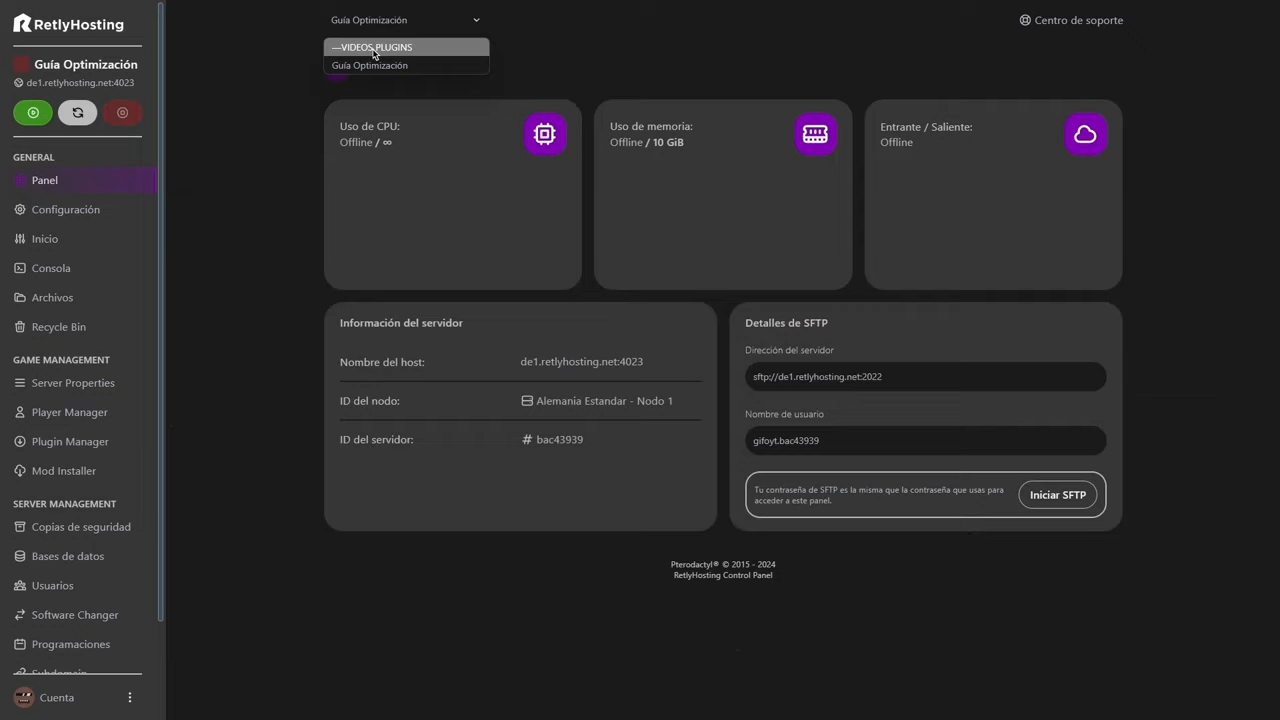 RetlyHosting
Guía Optimización
de1.retlyhosting.net:4023
GENERAL
Panel
Configuración
Inicio
Consola
Archivos
Recycle Bin
GAME MANAGEMENT
Server Properties
Player Manager
Plugin Manager
Mod Installer
SERVER MANAGEMENT
Copias de seguridad
Bases de datos
Usuarios
Software Changer
Programaciones
Subdomain
Cuenta
Guía Optimización
—VIDEOS PLUGINS
Guía Optimización
Centro de soporte
Uso de CPU:
Offline / ∞
Uso de memoria:
Offline / 10 GiB
Entrante / Saliente:
Offline
Información del servidor
Nombre del host: de1.retlyhosting.net:4023
ID del nodo: Alemania Estandar - Nodo 1
ID del servidor: # bac43939
Detalles de SFTP
Dirección del servidor
sftp://de1.retlyhosting.net:2022
Nombre de usuario
gifoyt.bac43939
Tu contraseña de SFTP es la misma que la contraseña que usas para
acceder a este panel.
Iniciar SFTP
Pterodactyl® © 2015 - 2024
RetlyHosting Control Panel